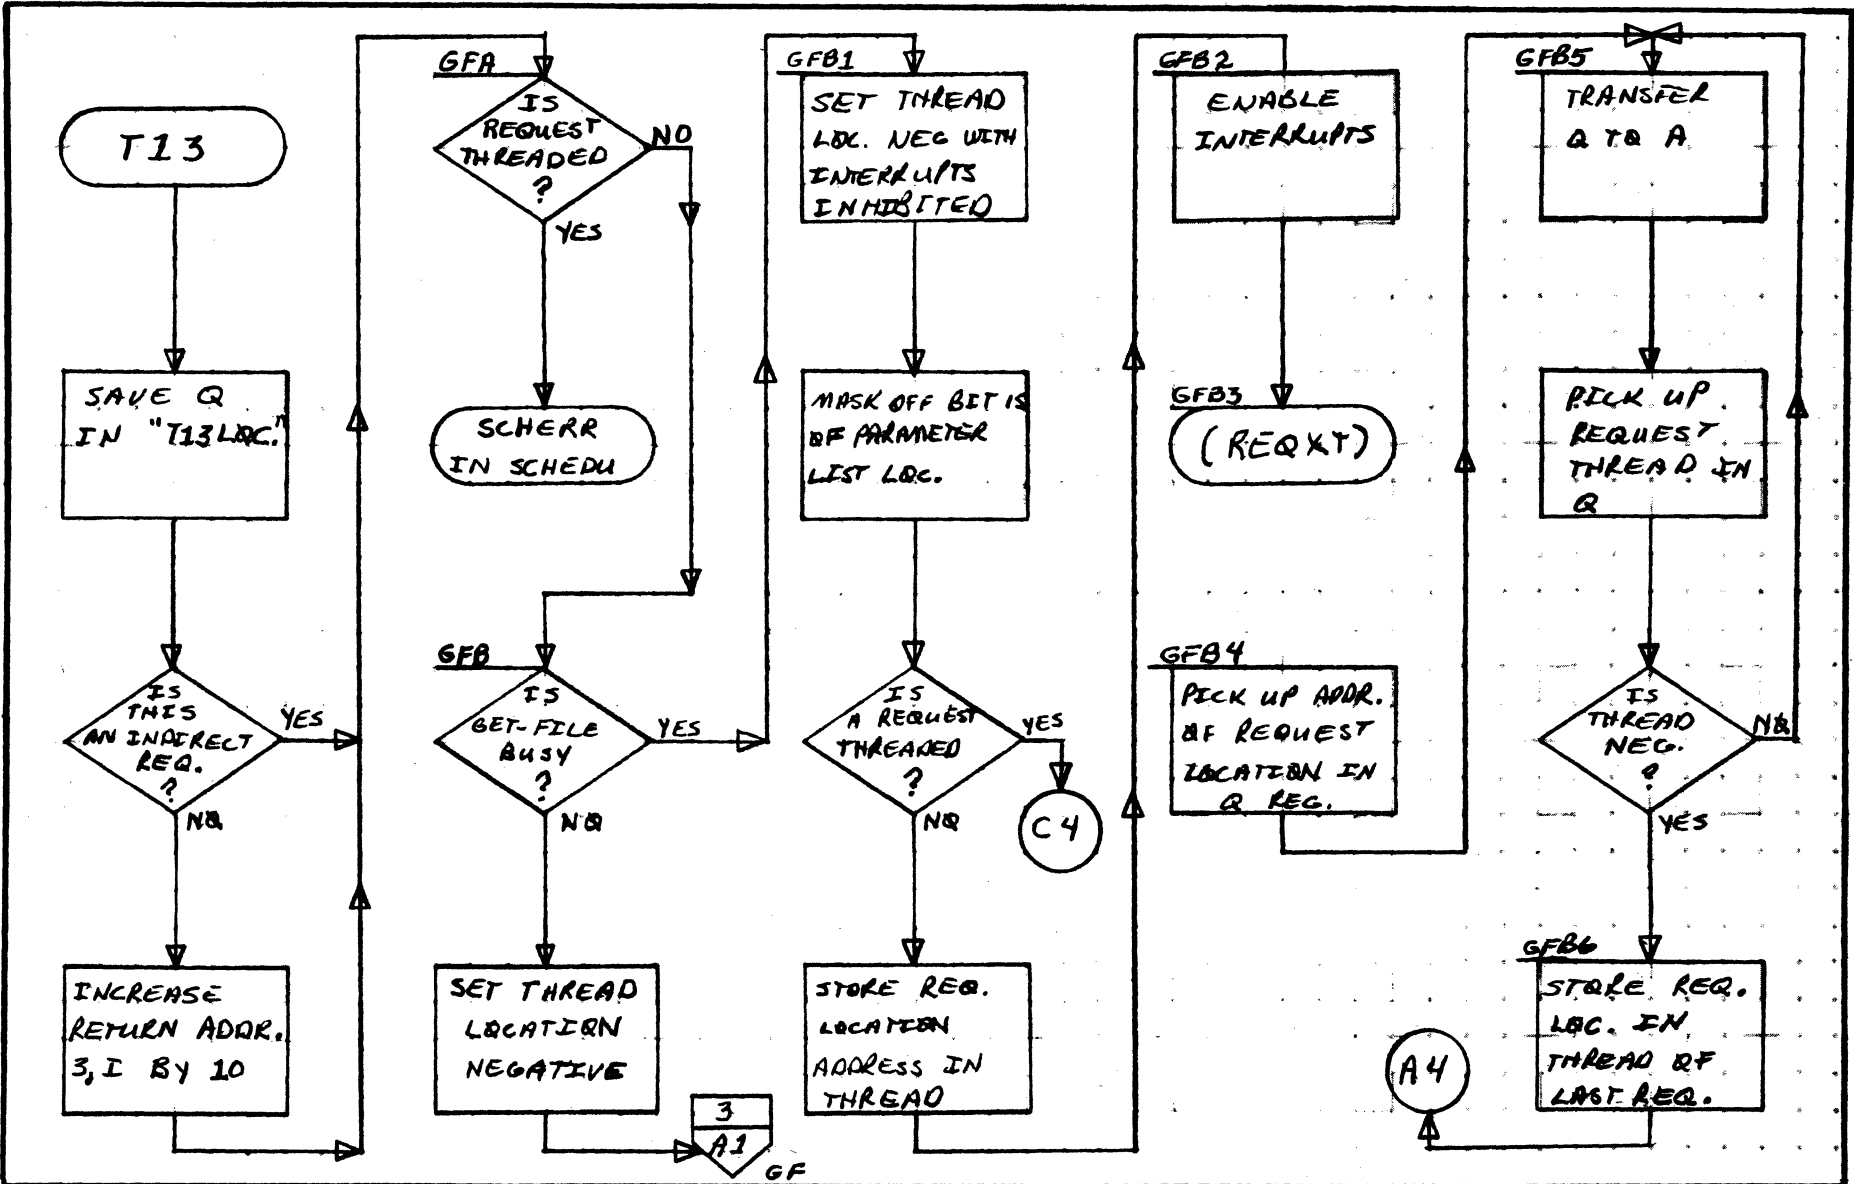 T13
SAVE Q
IN "T13LOC."
IS
THIS
AN INDIRECT
REQ.
?
YES
NO
INCREASE
RETURN ADDR.
3,I BY 10
GFA
IS
REQUEST
THREADED
?
NO
YES
SCHERR
IN SCHEDU
GFB
IS
GET-FILE
BUSY
?
YES
NO
SET THREAD
LOCATION
NEGATIVE
3
A1
GF
GFB1
SET THREAD
LOC. NEG WITH
INTERRUPTS
INHIBITED
MASK OFF BIT 15
OF PARAMETER
LIST LOC.
IS
A REQUEST
THREADED
?
YES
C4
NO
STORE REQ.
LOCATION
ADDRESS IN
THREAD
GFB2
ENABLE
INTERRUPTS
GFB3
(REQXT)
GFB4
PICK UP ADDR.
OF REQUEST
LOCATION IN
Q REG.
GFB5
TRANSFER
Q TO A
PICK UP
REQUEST
THREAD IN
Q
IS
THREAD
NEG.
?
NO
YES
GFB6
STORE REQ.
LOC. IN
THREAD OF
LAST REQ.
A4